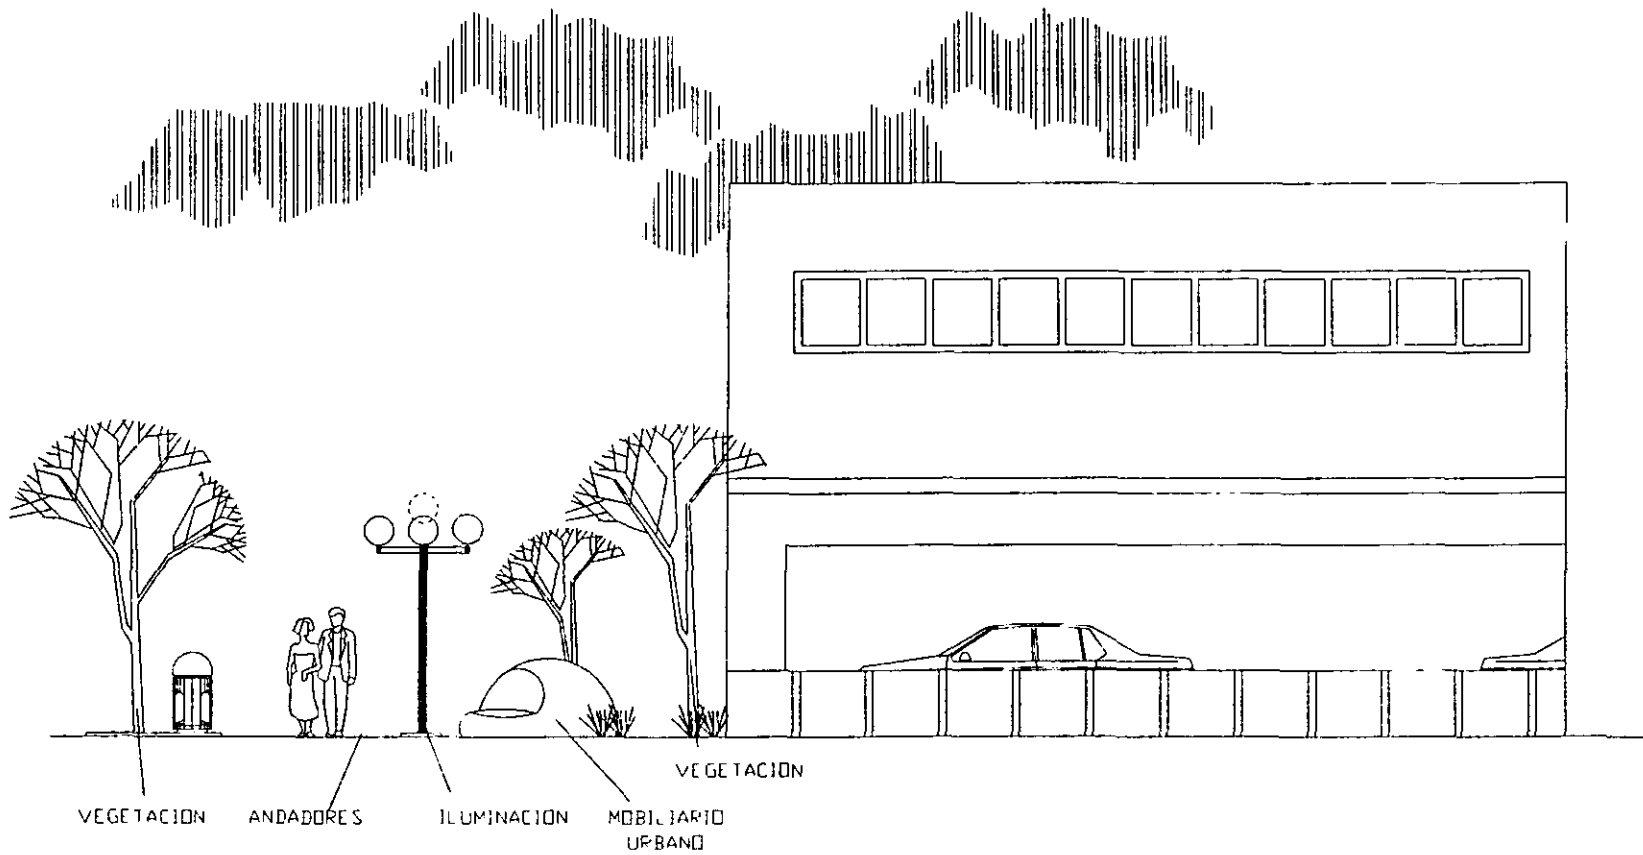 VEGETACION
VEGETACION
ANDADORES
ILUMINACION
MOBILIARIO
URBANO